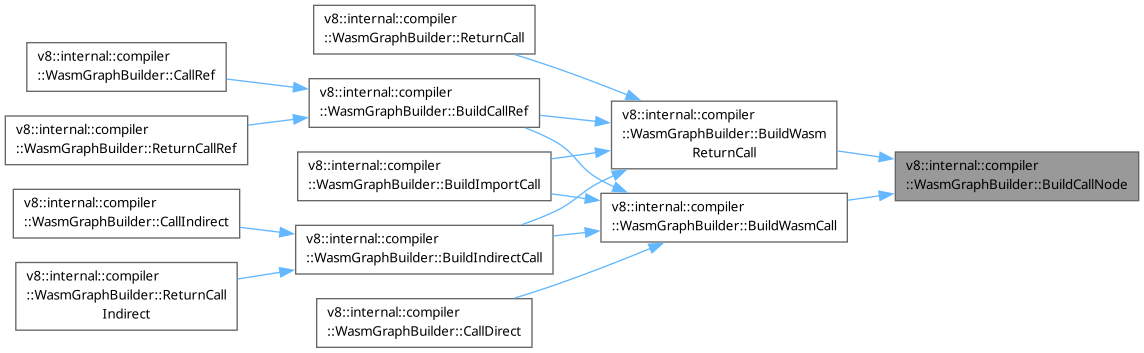 v8::internal::compiler
::WasmGraphBuilder::ReturnCall
v8::internal::compiler
::WasmGraphBuilder::CallRef
v8::internal::compiler
::WasmGraphBuilder::BuildCallRef
v8::internal::compiler
::WasmGraphBuilder::BuildWasm
ReturnCall
v8::internal::compiler
::WasmGraphBuilder::ReturnCallRef
v8::internal::compiler
::WasmGraphBuilder::BuildImportCall
v8::internal::compiler
::WasmGraphBuilder::BuildCallNode
v8::internal::compiler
::WasmGraphBuilder::CallIndirect
v8::internal::compiler
::WasmGraphBuilder::BuildWasmCall
v8::internal::compiler
::WasmGraphBuilder::BuildIndirectCall
v8::internal::compiler
::WasmGraphBuilder::ReturnCall
Indirect
v8::internal::compiler
::WasmGraphBuilder::CallDirect